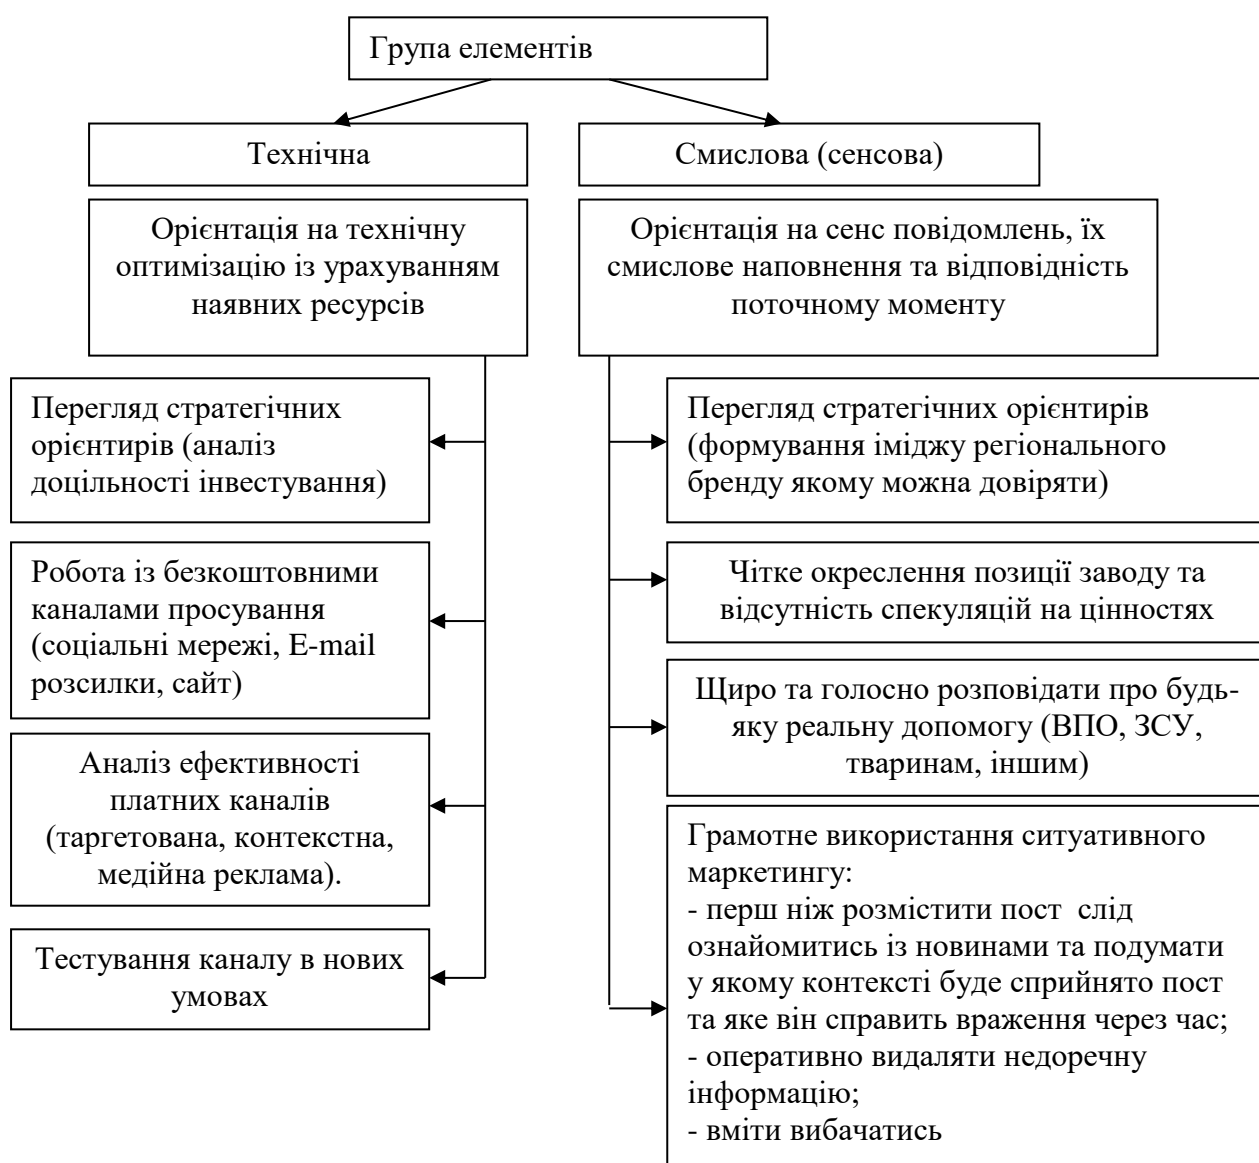 Група елементів
Технічна
Смислова (сенсова)
Орієнтація на технічну
оптимізацію із урахуванням
наявних ресурсів
Орієнтація на сенс повідомлень, їх
смислове наповнення та відповідність
поточному моменту
Перегляд стратегічних
орієнтирів (аналіз
доцільності інвестування)
Робота із безкоштовними
каналами просування
(соціальні мережі, E-mail
розсилки, сайт)
Аналіз ефективності
платних каналів
(таргетована, контекстна,
медійна реклама).
Тестування каналу в нових
умовах
Перегляд стратегічних орієнтирів
(формування іміджу регіонального
бренду якому можна довіряти)
Чітке окреслення позиції заводу та
відсутність спекуляцій на цінностях
Щиро та голосно розповідати про будь-
яку реальну допомогу (ВПО, ЗСУ,
тваринам, іншим)
Грамотне використання ситуативного
маркетингу:
- перш ніж розмістити пост  слід
ознайомитись із новинами та подумати
у якому контексті буде сприйнято пост
та яке він справить враження через час;
- оперативно видаляти недоречну
інформацію;
- вміти вибачатись